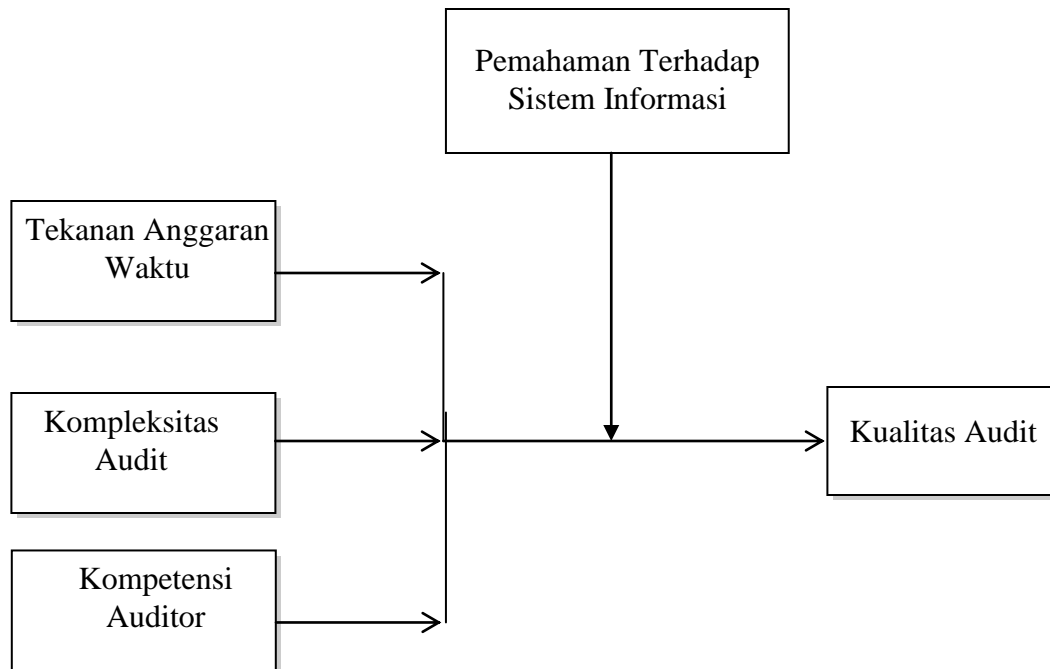 Pemahaman Terhadap
Sistem Informasi
Tekanan Anggaran
Waktu
Kompleksitas
Audit
Kualitas Audit
Kompetensi
Auditor